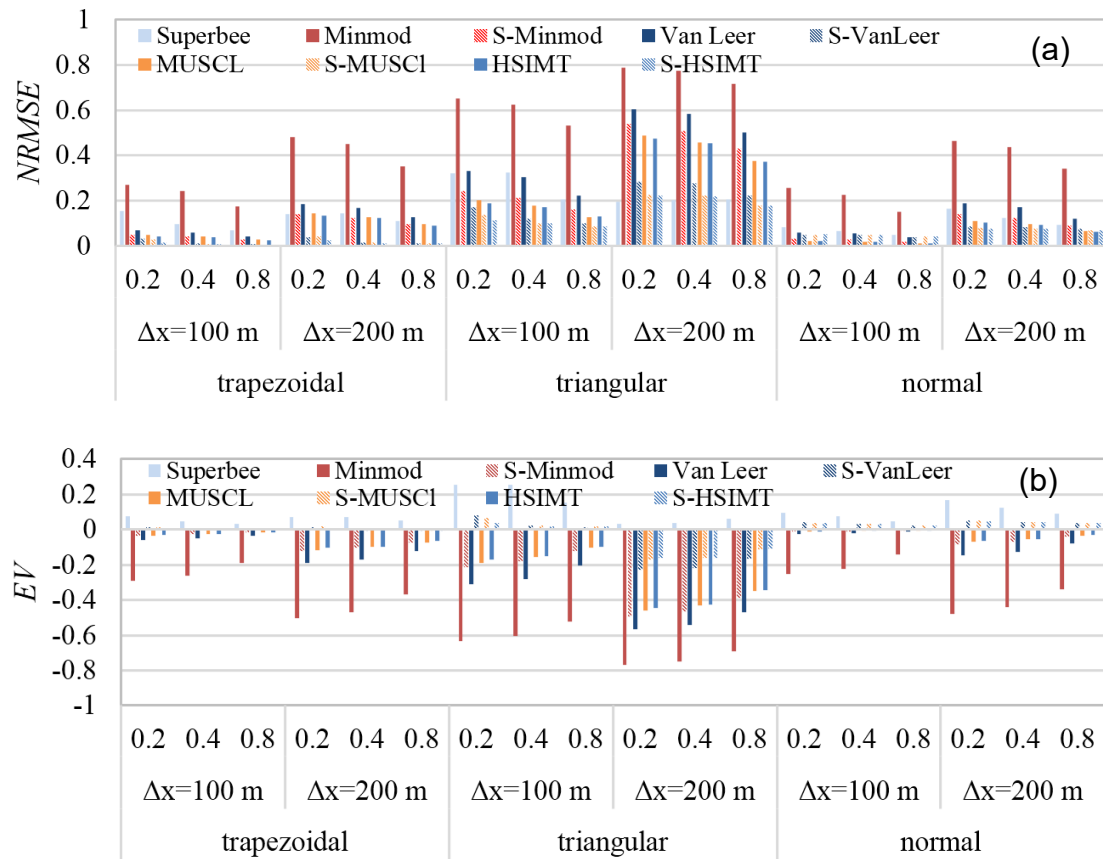 1
Superbee Minmod S-Minmod Van Leer S-VanLeer
(a)
MUSCL S-MUSCl HSIMT S-HSIMT
0.8
0.6
0.4
0.2
0
NRMSE
0.2 0.4 0.8 0.2 0.4 0.8 0.2 0.4 0.8 0.2 0.4 0.8 0.2 0.4 0.8 0.2 0.4 0.8
Δx=100 m Δx=200 m Δx=100 m Δx=200 m Δx=100 m Δx=200 m
trapezoidal triangular normal
0.4
Superbee Minmod S-Minmod Van Leer S-VanLeer
(b)
MUSCL S-MUSCl HSIMT S-HSIMT
0.2
0
-0.2
-0.4
-0.6
-0.8
-1
EV
0.2 0.4 0.8 0.2 0.4 0.8 0.2 0.4 0.8 0.2 0.4 0.8 0.2 0.4 0.8 0.2 0.4 0.8
Δx=100 m Δx=200 m Δx=100 m Δx=200 m Δx=100 m Δx=200 m
trapezoidal triangular normal